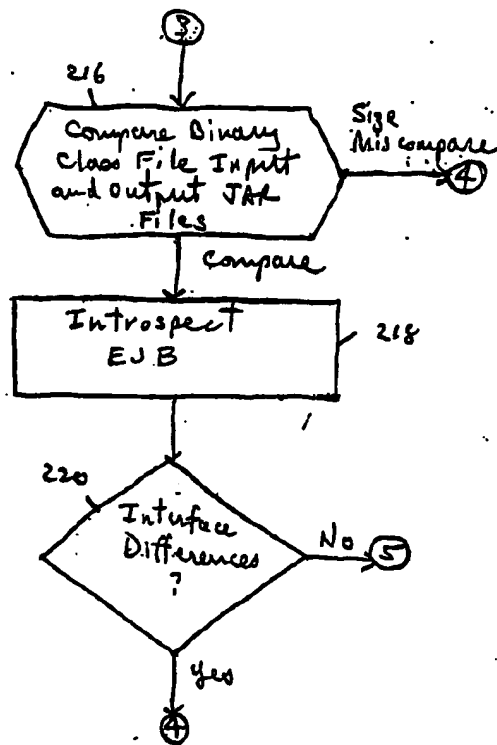 3
216
Compare Binary
Class File Input
and Output JAR
Files
Size
Miscompare
4
Compare
Introspect
EJB
218
220
Interface
Differences
?
No
5
Yes
4